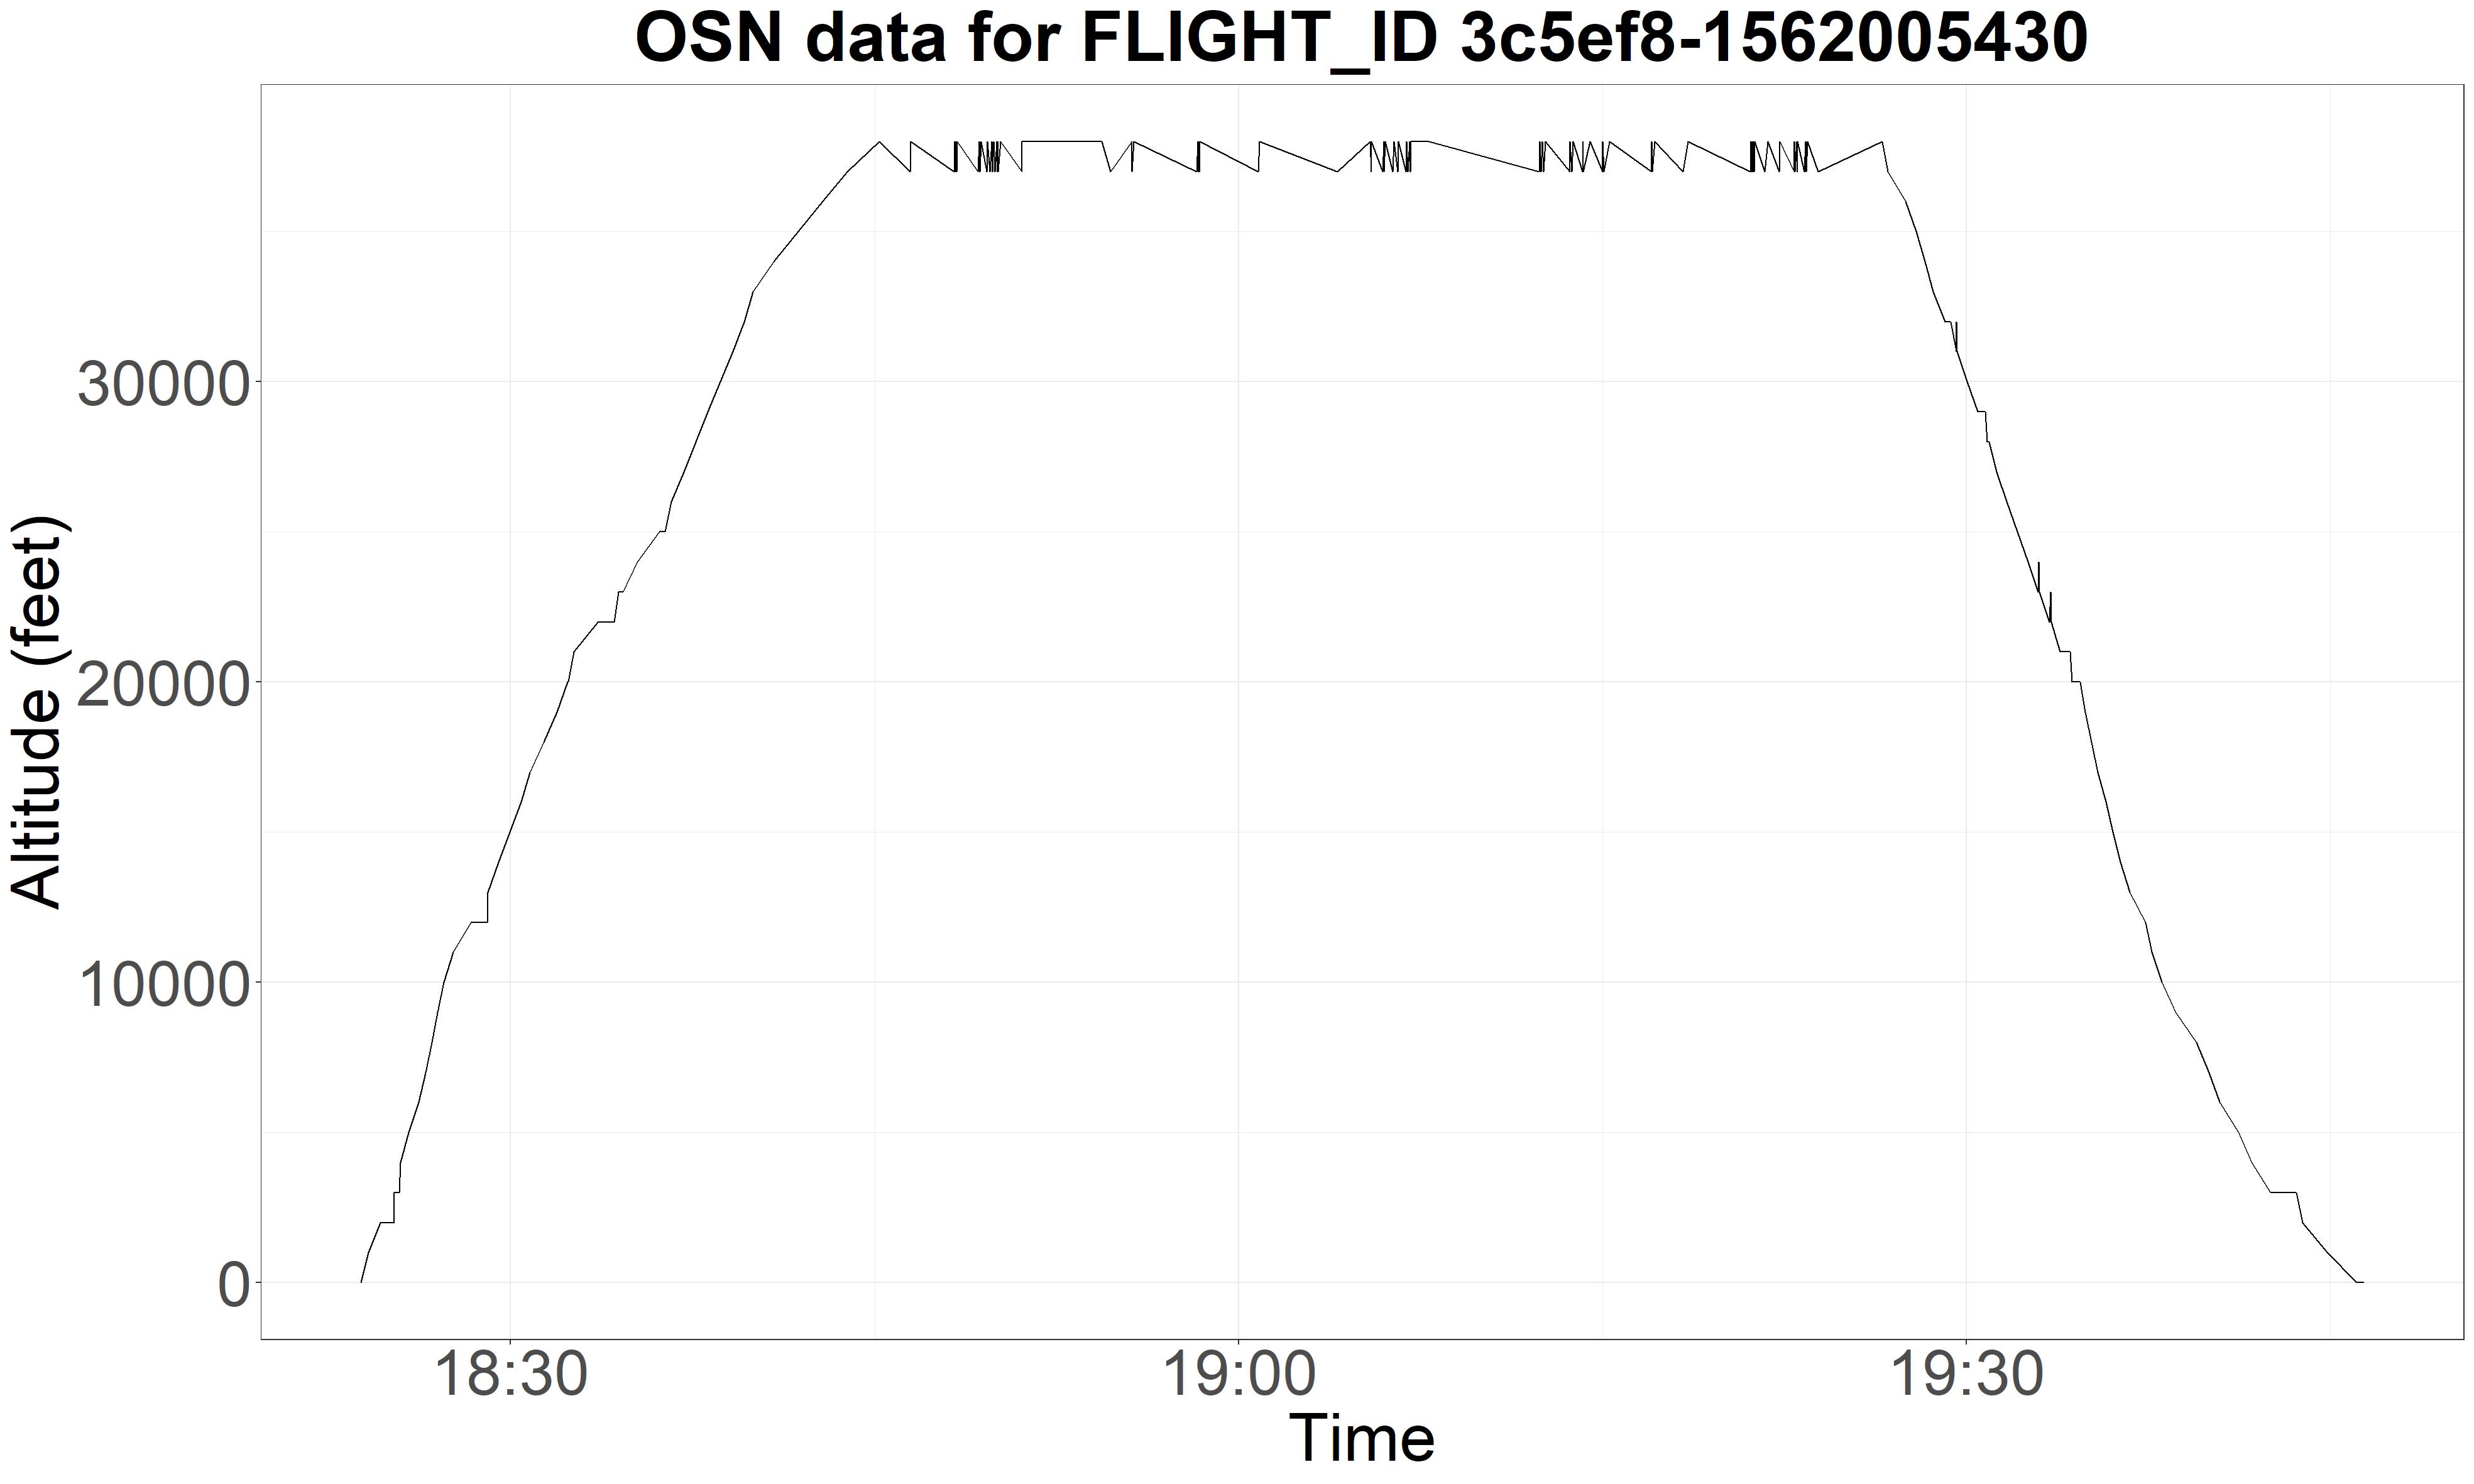 OSN data for FLIGHT_ID 3c5ef8-1562005430
Altitude (feet)
30000
20000
10000
0
18:30 19:00 19:30
Time